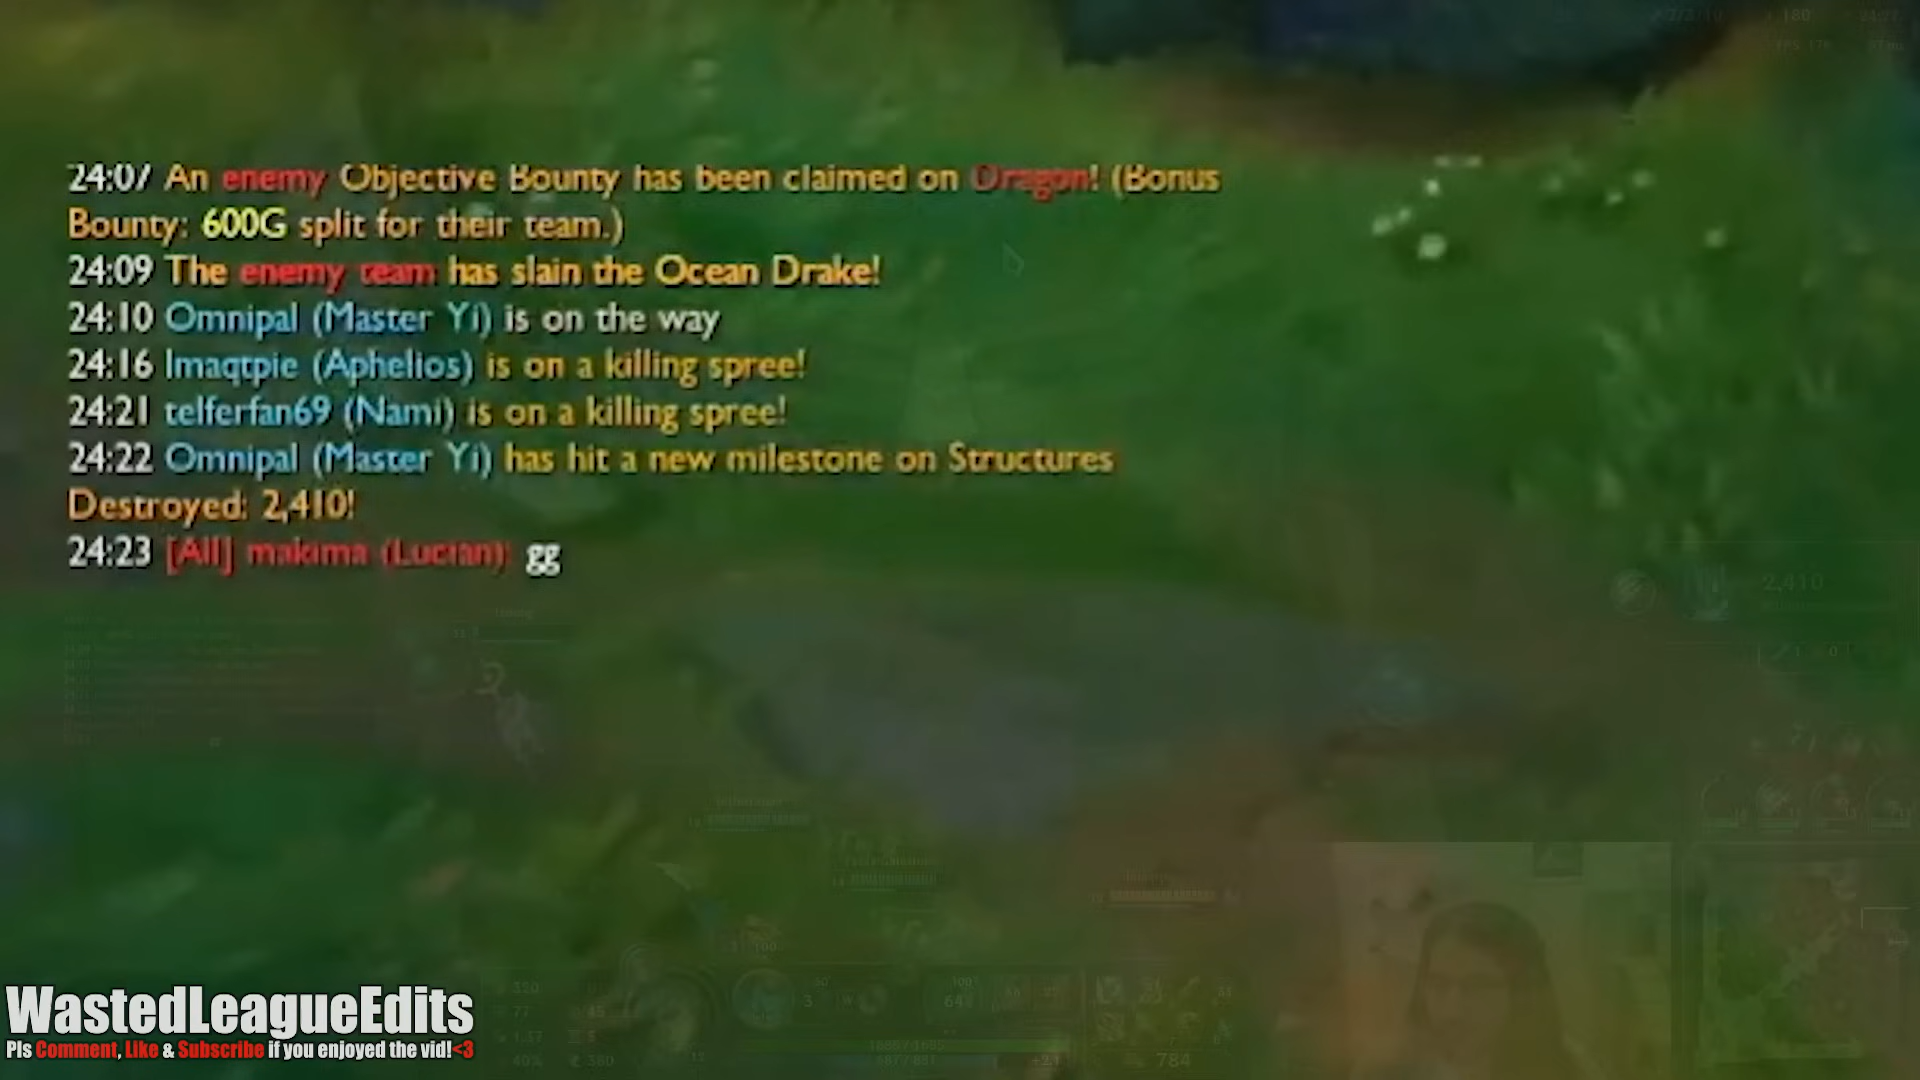 24:07 An enemy Objective Bounty has been claimed on Dragon! (Bonus
Bounty: 600G split for their team.)
24:09 The enemy team has slain the Ocean Drake!
24:10 Omnipal (Master Yi) is on the way
24:16 Imaqtpie (Aphelios) is on a killing spree!
24:21 telferfan69 (Nami) is on a killing spree!
24:22 Omnipal (Master Yi) has hit a new milestone on Structures
Destroyed: 2,410!
24:23 [All] makima (Lucian): gg
2,410
784
WastedLeagueEdits
Pls Comment, Like & Subscribe if you enjoyed the vid!<3